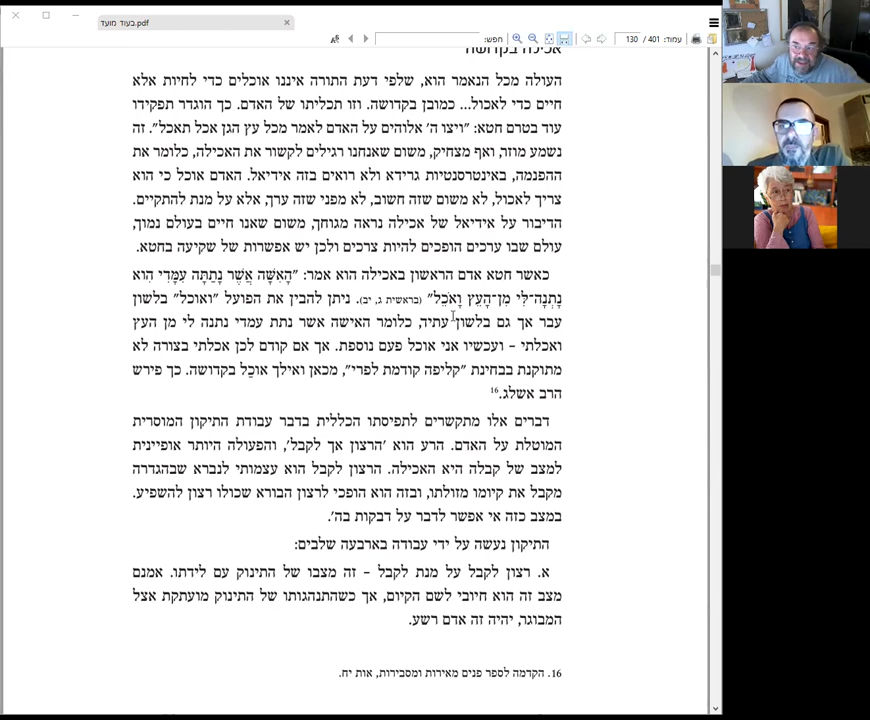 בעוד מועד.pdf
עמוד: 130 / 401
חפש:
אכילה בקדושה
העולה מכל הנאמר הוא, שלפי דעת התורה איננו אוכלים כדי לחיות אלא
חיים כדי לאכול... כמובן בקדושה. וזו תכליתו של האדם. כך הוגדר תפקידו
עוד בטרם חטא: "ויצו ה' אלוהים על האדם לאמר מכל עץ הגן אכל תאכל". זה
נשמע מוזר, ואף מצחיק, משום שאנחנו רגילים לקשור את האכילה, כלומר את
ההפנמה, באינטרסנטיות גרידא ולא רואים בזה אידיאל. האדם אוכל כי הוא
צריך לאכול, לא משום שזה חשוב, לא מפני שזה ערך, אלא על מנת להתקיים.
הדיבור על אידיאל של אכילה נראה מגוחך, משום שאנו חיים בעולם נמוך,
עולם שבו ערכים הופכים להיות צרכים ולכן יש אפשרות של שקיעה בחטא.
כאשר חטא אדם הראשון באכילה הוא אמר: "הָאִשָּׁה אֲשֶׁר נָתַתָּה עִמָּדִי הִוא
נָתְנָה־לִּי מִן־הָעֵץ וָאֹכֵל" (בראשית ג, יב). ניתן להבין את הפועל "ואוכל" בלשון
עבר אך גם בלשון עתיד, כלומר האישה אשר נתת עמדי נתנה לי מן העץ
ואכלתי – ועכשיו אני אוכל פעם נוספת. אך אם קודם לכן אכלתי בצורה לא
מתוקנת בבחינת "קליפה קודמת לפרי", מכאן ואילך אוכַל בקדושה. כך פירש
הרב אשלג.16
דברים אלו מתקשרים לתפיסתו הכללית בדבר עבודת התיקון המוסרית
המוטלת על האדם. הרע הוא 'הרצון אך לקבל', והפעולה היותר אופיינית
למצב של קבלה היא האכילה. הרצון לקבל הוא עצמותי לנברא שבהגדרה
מקבל את קיומו מזולתו, ובזה הוא הופכי לרצון הבורא שכולו רצון להשפיע.
במצב כזה אי אפשר לדבר על דבקות בה'.
התיקון נעשה על ידי עבודה בארבעה שלבים:
א. רצון לקבל על מנת לקבל – זה מצבו של התינוק עם לידתו. אמנם
מצב זה הוא חיובי לשם הקיום, אך כשהתנהגותו של התינוק מועתקת אצל
המבוגר, יהיה זה אדם רשע.
16. הקדמה לספר פנים מאירות ומסבירות, אות יח.